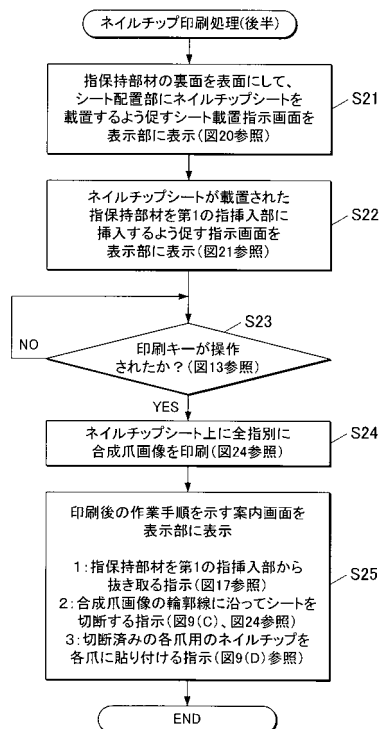 ネイルチップ印刷処理(後半)
指保持部材の裏面を表面にして、
シート配置部にネイルチップシートを
載置するよう促すシート載置指示画面を
表示部に表示(図20参照)
S21
ネイルチップシートが載置された
指保持部材を第1の指挿入部に
挿入するよう促す指示画面を
表示部に表示(図21参照)
S22
S23
印刷キーが操作
されたか?(図13参照)
NO
YES
ネイルチップシート上に全指別に
合成爪画像を印刷(図24参照)
S24
印刷後の作業手順を示す案内画面を
表示部に表示
1:指保持部材を第1の指挿入部から
抜き取る指示(図17参照)
2:合成爪画像の輪郭線に沿ってシートを
切断する指示(図9(C)、図24参照)
3:切断済みの各爪用のネイルチップを
各爪に貼り付ける指示(図9(D)参照)
S25
END